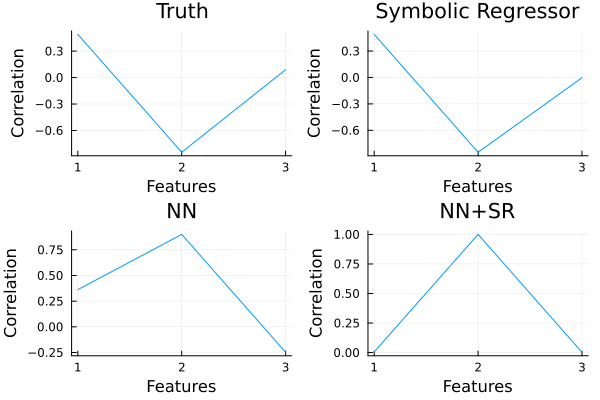 Truth
Correlation
0.3
0.0
−0.3
−0.6
1
2
3
Features
Symbolic Regressor
Correlation
0.3
0.0
−0.3
−0.6
1
2
3
Features
NN
Correlation
0.75
0.50
0.25
0.00
−0.25
1
2
3
Features
NN+SR
Correlation
1.00
0.75
0.50
0.25
0.00
1
2
3
Features